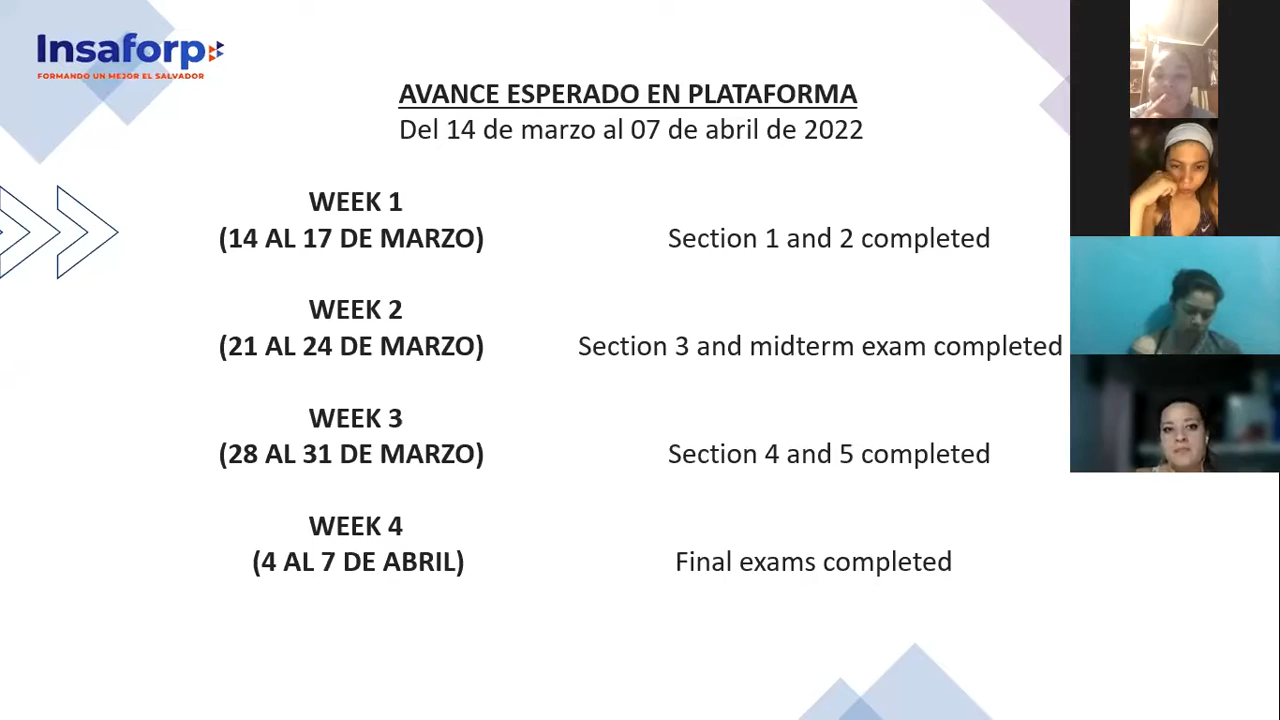 Insaforp
FORMANDO UN MEJOR EL SALVADOR
AVANCE ESPERADO EN PLATAFORMA
Del 14 de marzo al 07 de abril de 2022
WEEK 1
(14 AL 17 DE MARZO) Section 1 and 2 completed
WEEK 2
(21 AL 24 DE MARZO) Section 3 and midterm exam completed
WEEK 3
(28 AL 31 DE MARZO) Section 4 and 5 completed
WEEK 4
(4 AL 7 DE ABRIL) Final exams completed